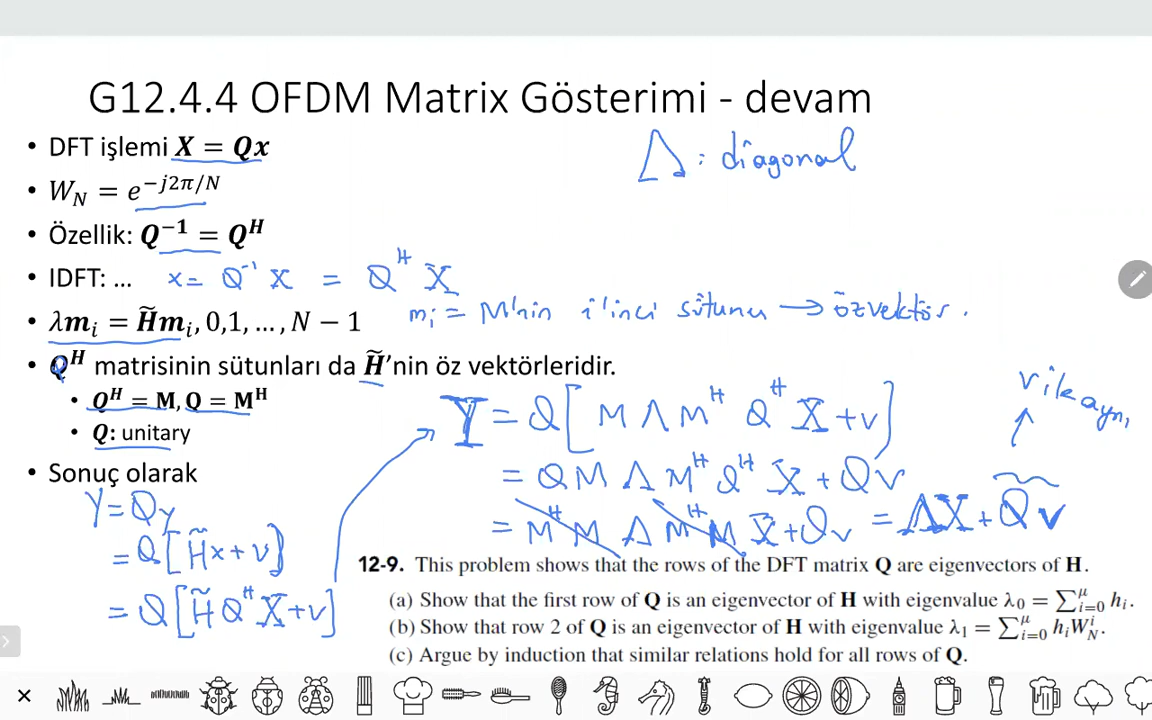 G12.4.4 OFDM Matrix Gösterimi - devam
Λ : diagonal
• DFT işlemi X = Qx
• W_N = e^{-j2π/N}
• Özellik: Q^{-1} = Q^H
• IDFT: ... x = Q^{-1} X = Q^H X
• λm_i = H̃m_i, 0,1, ..., N − 1
m_i = M'nin i'inci sütunu → özvektör.
• Q^H matrisinin sütunları da H̃'nin öz vektörleridir.
• Q^H = M, Q = M^H
• Q: unitary
• Sonuç olarak
Y = Qy
= Q[H̃x + v]
= Q[H̃ Q^H X + v]
Y = Q[M Λ M^H Q^H X + v]
= Q M Λ M^H Q^H X + Qv
= M^H M Λ M^H M X + Qv = ΛX + Qv
v ile aynı
12-9. This problem shows that the rows of the DFT matrix Q are eigenvectors of H.
(a) Show that the first row of Q is an eigenvector of H with eigenvalue λ_0 = ∑_{i=0}^{μ} h_i.
(b) Show that row 2 of Q is an eigenvector of H with eigenvalue λ_1 = ∑_{i=0}^{μ} h_i W_N^i.
(c) Argue by induction that similar relations hold for all rows of Q.